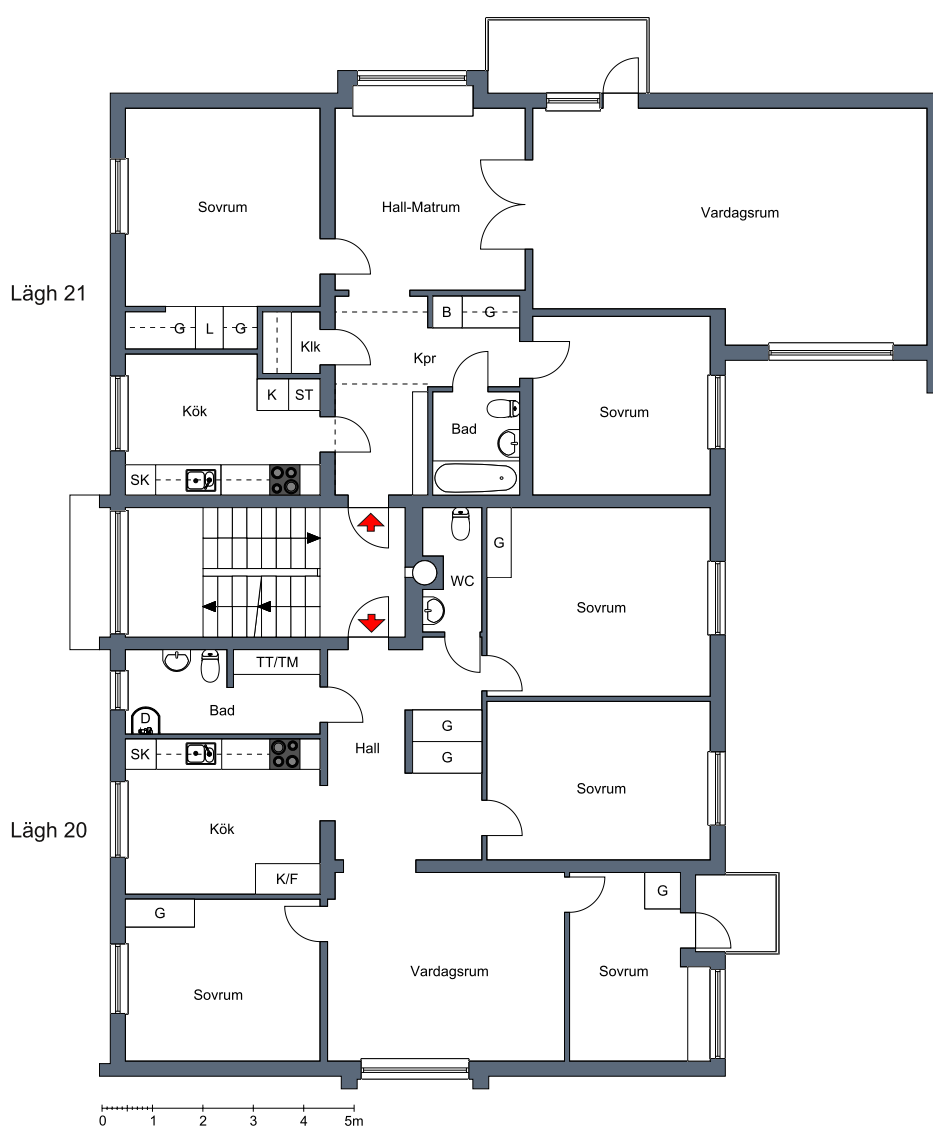 Sovrum
Hall-Matrum
Vardagsrum
Lägh 21
G L G
Klk
B G
Kpr
K ST
Kök
Sovrum
Bad
SK
G
WC
Sovrum
TT/TM
Bad
D
G
Hall
G
SK
Sovrum
Lägh 20
Kök
K/F
G
G
Sovrum
Vardagsrum
Sovrum
0 1 2 3 4 5m